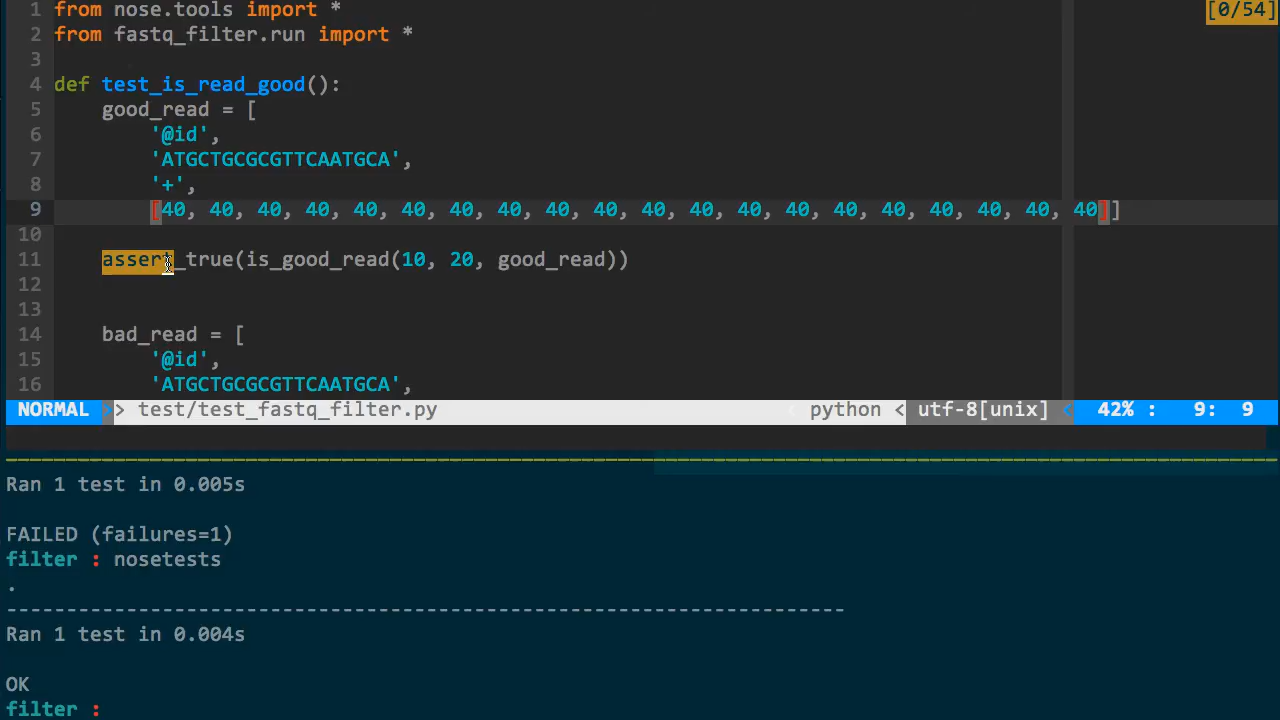 1 from nose.tools import *
[0/54]
2 from fastq_filter.run import *
3
4 def test_is_read_good():
5 good_read = [
6 '@id',
7 'ATGCTGCGCGTTCAATGCA',
8 '+',
9 [40, 40, 40, 40, 40, 40, 40, 40, 40, 40, 40, 40, 40, 40, 40, 40, 40, 40, 40, 40]]
10
11 assert_true(is_good_read(10, 20, good_read))
12
13
14 bad_read = [
15 '@id',
16 'ATGCTGCGCGTTCAATGCA',
NORMAL > test/test_fastq_filter.py < python < utf-8[unix] < 42% : 9: 9
Ran 1 test in 0.005s
FAILED (failures=1)
filter : nosetests
.
----------------------------------------------------------------------
Ran 1 test in 0.004s
OK
filter :